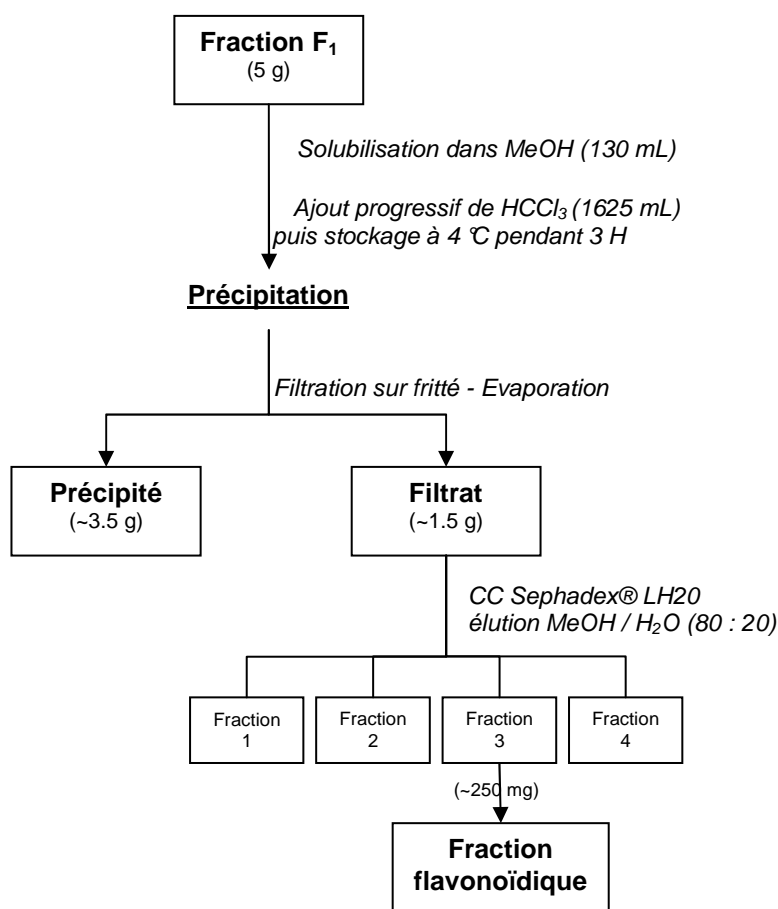 Fraction F₁
(5 g)
Solubilisation dans MeOH (130 mL)
Ajout progressif de HCCl₃ (1625 mL)
puis stockage à 4 °C pendant 3 H
Précipitation
Filtration sur fritté - Evaporation
Précipité
(~3.5 g)
Filtrat
(~1.5 g)
CC Sephadex® LH20
élution MeOH / H₂O (80 : 20)
Fraction
1
Fraction
2
Fraction
3
Fraction
4
(~250 mg)
Fraction
flavonoïdique